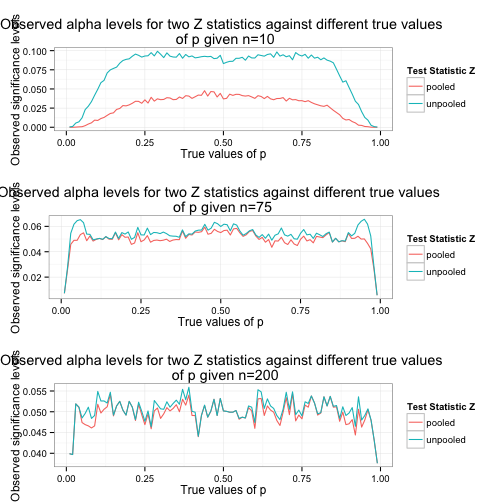 Observed alpha levels for two Z statistics against different true values
of p given n=10
Observed significance levels
0.100
0.075
0.050
0.025
0.000
0.00 0.25 0.50 0.75 1.00
True values of p
Test Statistic Z
pooled
unpooled
Observed alpha levels for two Z statistics against different true values
of p given n=75
Observed significance levels
0.06
0.04
0.02
0.00 0.25 0.50 0.75 1.00
True values of p
Test Statistic Z
pooled
unpooled
Observed alpha levels for two Z statistics against different true values
of p given n=200
Observed significance levels
0.055
0.050
0.045
0.040
0.00 0.25 0.50 0.75 1.00
True values of p
Test Statistic Z
pooled
unpooled